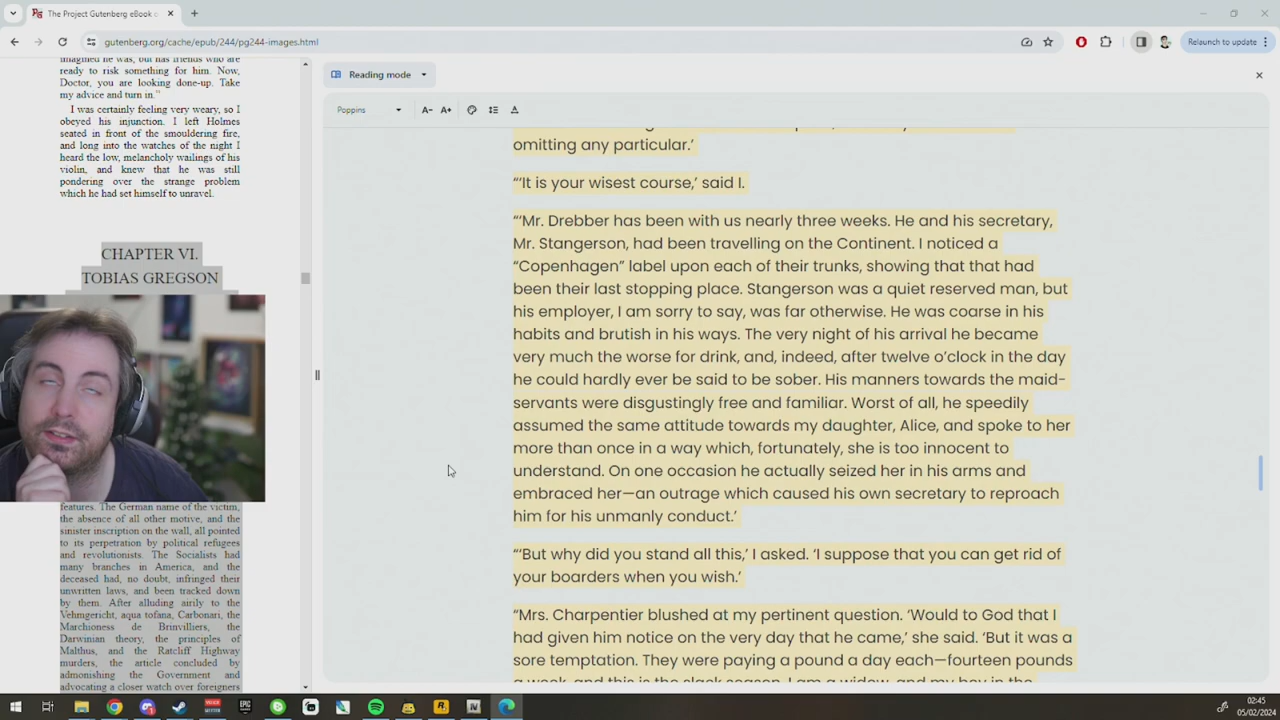 The Project Gutenberg eBook o
gutenberg.org/cache/epub/244/pg244-images.html
Relaunch to update
imagined he was, but has friends who are
ready to risk something for him. Now,
Doctor, you are looking done-up. Take
my advice and turn in.”
I was certainly feeling very weary, so I
obeyed his injunction. I left Holmes
seated in front of the smouldering fire,
and long into the watches of the night I
heard the low, melancholy wailings of his
violin, and knew that he was still
pondering over the strange problem
which he had set himself to unravel.
CHAPTER VI.
TOBIAS GREGSON
features. The German name of the victim,
the absence of all other motive, and the
sinister inscription on the wall, all pointed
to its perpetration by political refugees
and revolutionists. The Socialists had
many branches in America, and the
deceased had, no doubt, infringed their
unwritten laws, and been tracked down
by them. After alluding airily to the
Vehmgericht, aqua tofana, Carbonari, the
Marchioness de Brinvilliers, the
Darwinian theory, the principles of
Malthus, and the Ratcliff Highway
murders, the article concluded by
admonishing the Government and
advocating a closer watch over foreigners
Reading mode
Poppins
A- A+
omitting any particular.’
“‘It is your wisest course,’ said I.
“‘Mr. Drebber has been with us nearly three weeks. He and his secretary,
Mr. Stangerson, had been travelling on the Continent. I noticed a
“Copenhagen” label upon each of their trunks, showing that that had
been their last stopping place. Stangerson was a quiet reserved man, but
his employer, I am sorry to say, was far otherwise. He was coarse in his
habits and brutish in his ways. The very night of his arrival he became
very much the worse for drink, and, indeed, after twelve o’clock in the day
he could hardly ever be said to be sober. His manners towards the maid-
servants were disgustingly free and familiar. Worst of all, he speedily
assumed the same attitude towards my daughter, Alice, and spoke to her
more than once in a way which, fortunately, she is too innocent to
understand. On one occasion he actually seized her in his arms and
embraced her—an outrage which caused his own secretary to reproach
him for his unmanly conduct.’
“‘But why did you stand all this,’ I asked. ‘I suppose that you can get rid of
your boarders when you wish.’
“Mrs. Charpentier blushed at my pertinent question. ‘Would to God that I
had given him notice on the very day that he came,’ she said. ‘But it was a
sore temptation. They were paying a pound a day each—fourteen pounds
02:45
05/02/2024